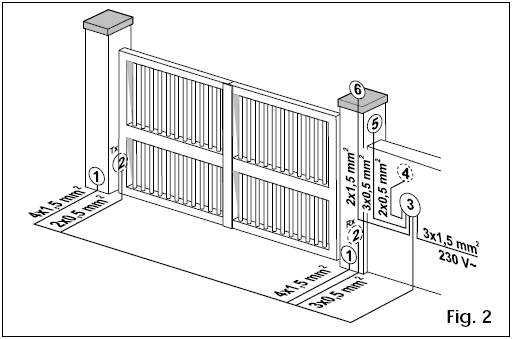 6
5
Tx
2
1
4x1,5 mm²
2x0,5 mm²
2x1,5 mm²
3x0,5 mm²
2x0,5 mm²
4
3
Rx
2
1
3x1,5 mm²
230 V~
4x1,5 mm²
3x0,5 mm²
Fig. 2